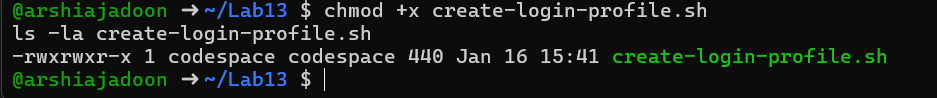 @arshiajadoon ➜ ~/Lab13 $ chmod +x create-login-profile.sh
ls -la create-login-profile.sh
-rwxrwxr-x 1 codespace codespace 440 Jan 16 15:41 create-login-profile.sh
@arshiajadoon ➜ ~/Lab13 $